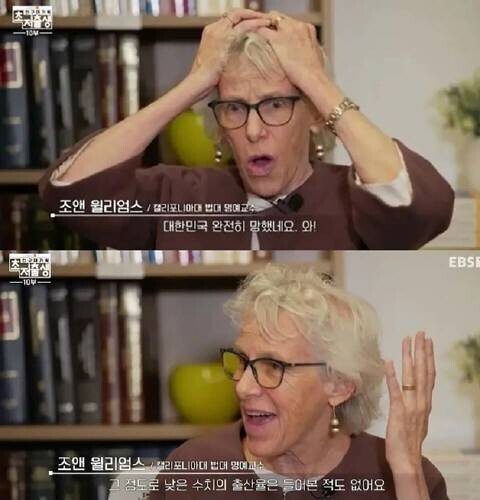 초저출생
10부
조앤 윌리엄스 / 캘리포니아대 법대 명예교수
대한민국 완전히 망했네요. 와!
초저출생
10부
EBS
조앤 윌리엄스 / 캘리포니아대 법대 명예교수
그 정도로 낮은 수치의 출산율은 들어본 적도 없어요